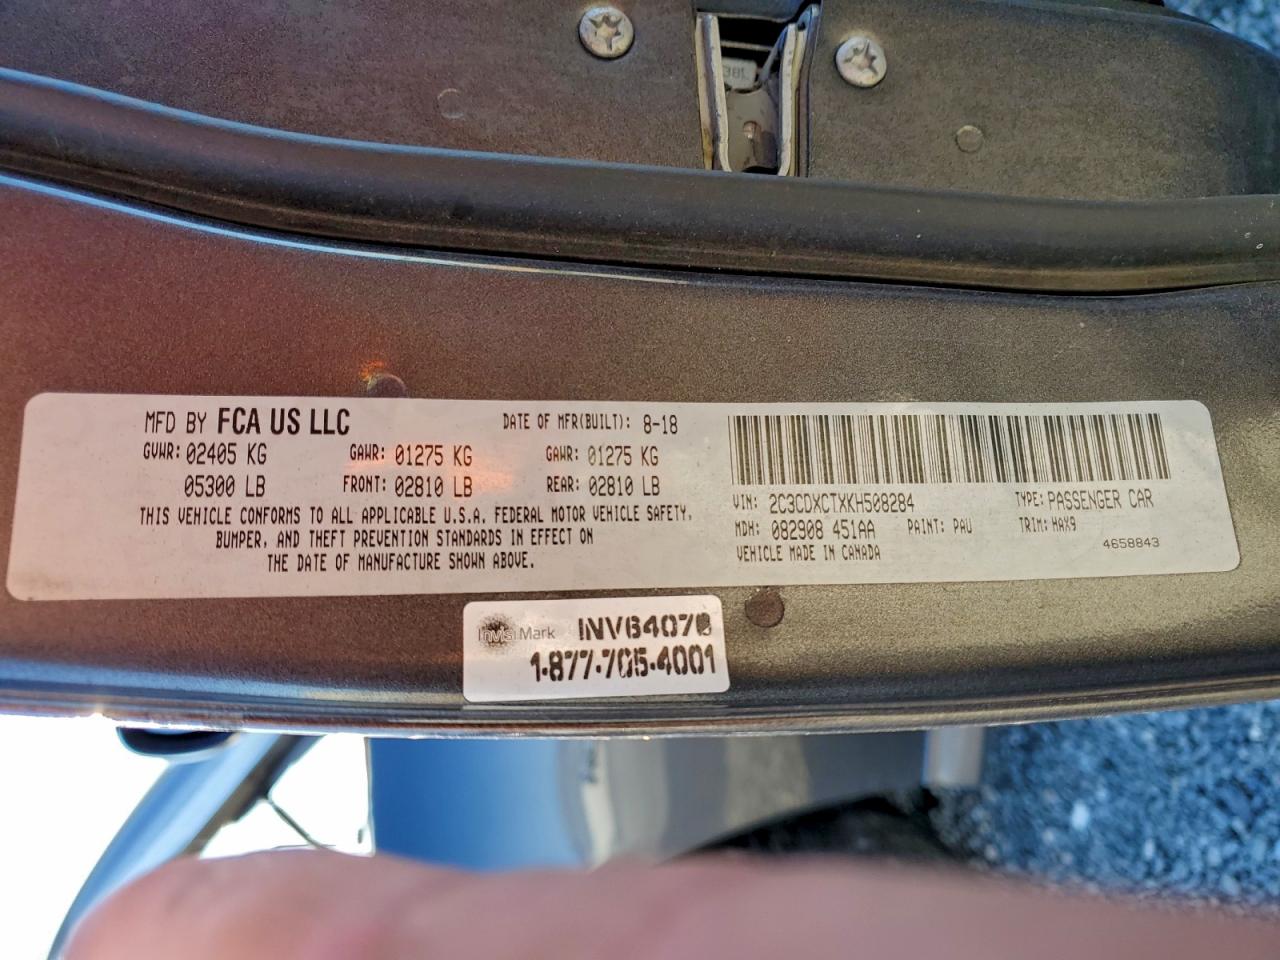 38L
MFD BY FCA US LLC DATE OF MFR(BUILT): 8-18
GVWR: 02405 KG GAWR: 01275 KG GAWR: 01275 KG
05300 LB FRONT: 02810 LB REAR: 02810 LB
THIS VEHICLE CONFORMS TO ALL APPLICABLE U.S.A. FEDERAL MOTOR VEHICLE SAFETY,
BUMPER, AND THEFT PREVENTION STANDARDS IN EFFECT ON
THE DATE OF MANUFACTURE SHOWN ABOVE.
VIN: 2C3CDXCTXKH508284 TYPE: PASSENGER CAR
MDH: 082908 451AA PAINT: PAU TRIM: HAX9
VEHICLE MADE IN CANADA 4658843
InvisiMark INV64078
1-877-705-4001